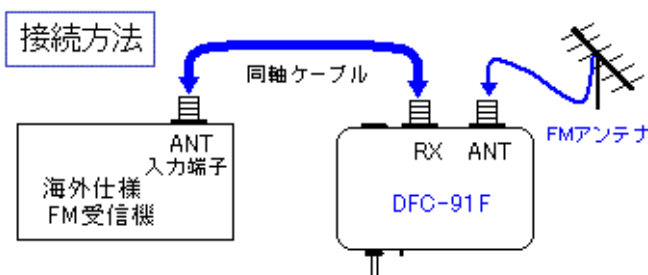 接続方法
同軸ケーブル
FMアンテナ
ANT
入力端子
海外仕様
FM受信機
RX ANT
DFC-91F